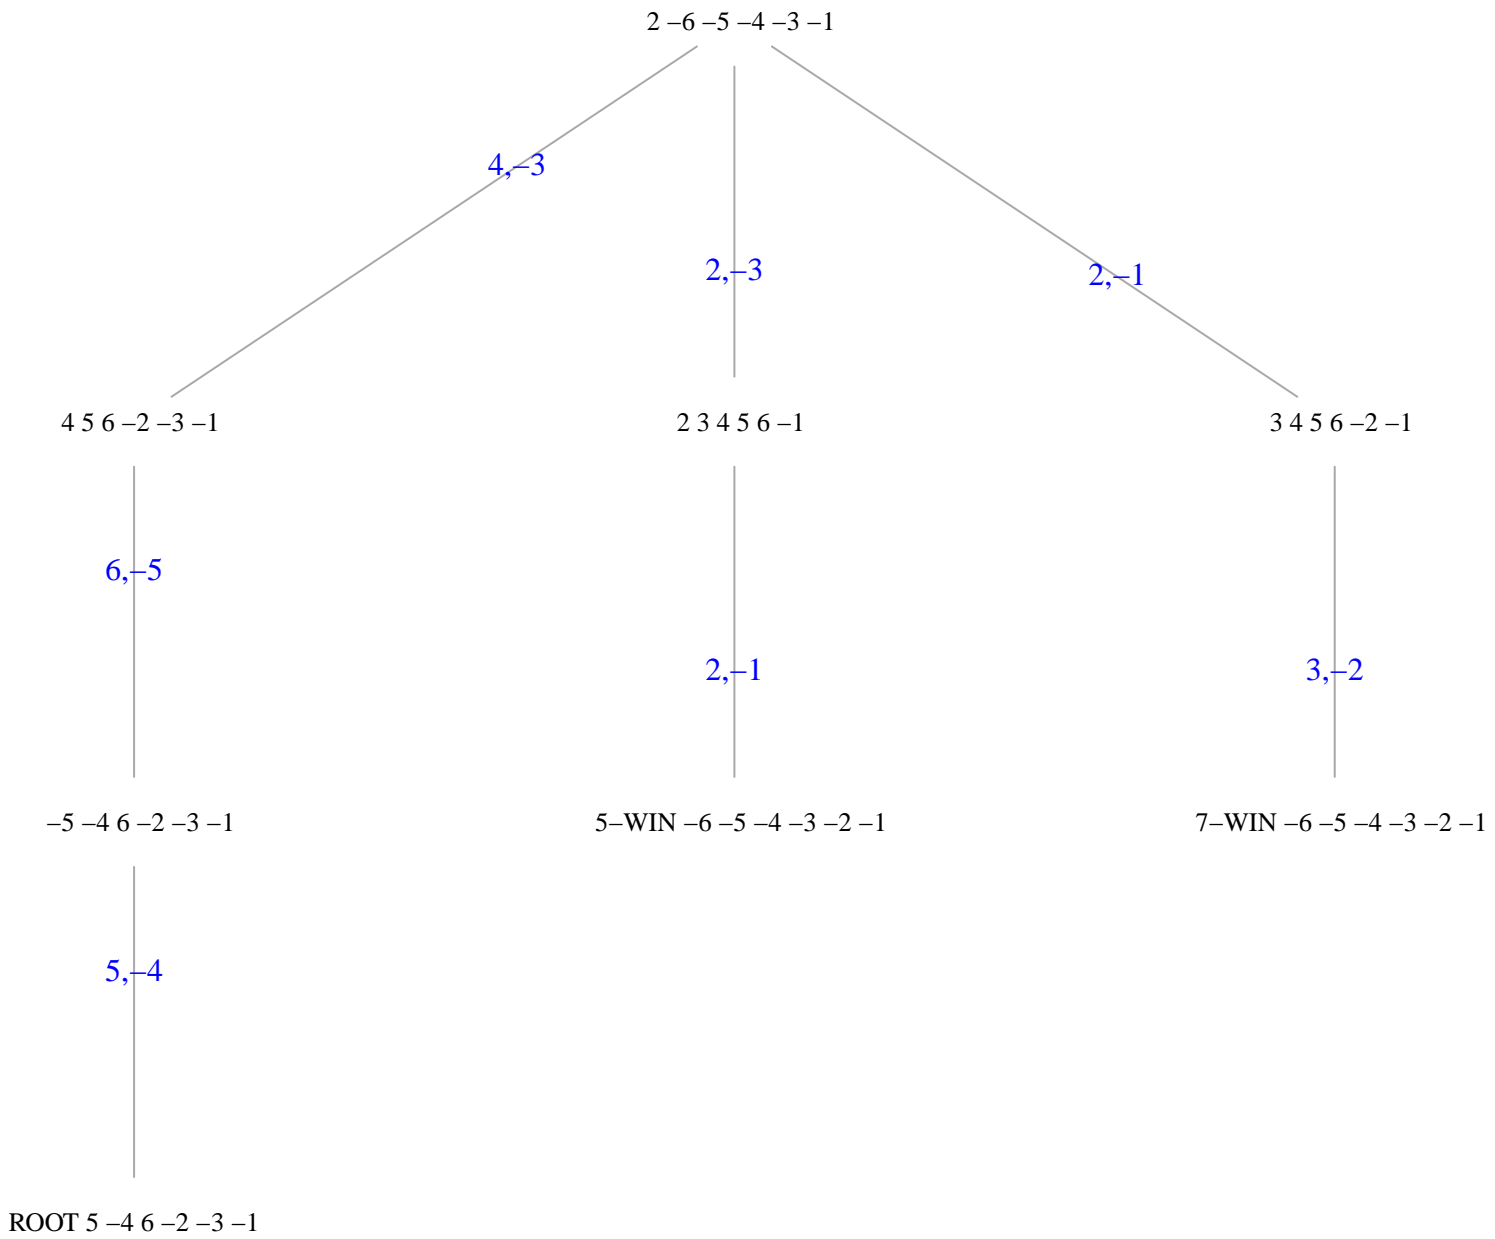 2 –6 –5 –4 –3 –1
4,–3
2,–3
2,–1
4 5 6 –2 –3 –1
2 3 4 5 6 –1
3 4 5 6 –2 –1
6,–5
2,–1
3,–2
–5 –4 6 –2 –3 –1
5–WIN –6 –5 –4 –3 –2 –1
7–WIN –6 –5 –4 –3 –2 –1
5,–4
ROOT 5 –4 6 –2 –3 –1